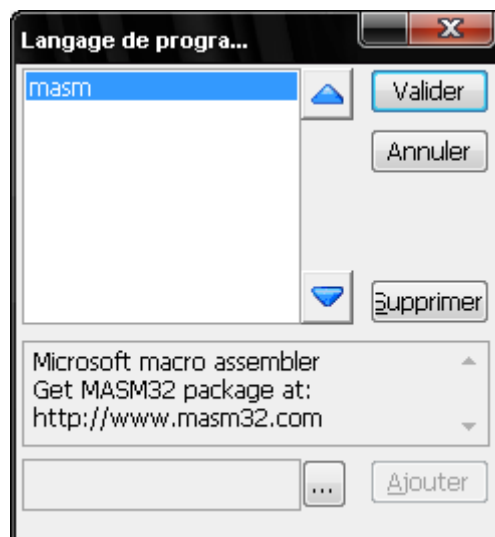 Langage de progra...
masm
Valider
Annuler
Supprimer
Microsoft macro assembler
Get MASM32 package at:
http://www.masm32.com
...
Ajouter